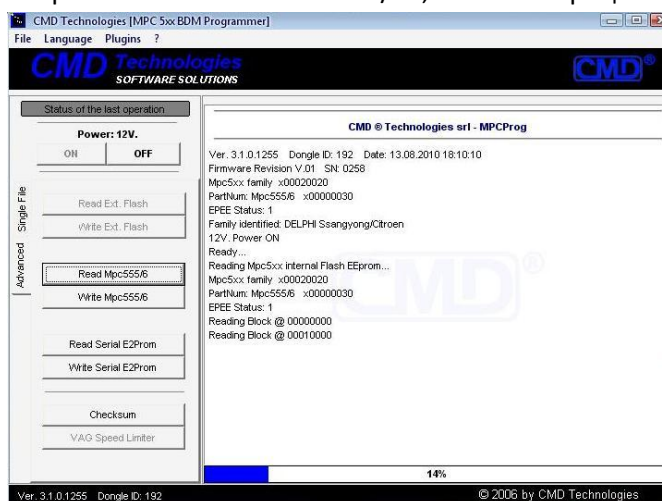 CMD Technologies [MPC 5xx BDM Programmer]
File Language Plugins ?
CMD Technologies
SOFTWARE SOLUTIONS
CMD®
Status of the last operation
Power: 12V.
ON OFF
Single File
Advanced
Read Ext. Flash
Write Ext. Flash
Read Mpc555/6
Write Mpc555/6
Read Serial E2Prom
Write Serial E2Prom
Checksum
VAG Speed Limiter
CMD © Technologies srl - MPCProg
Ver. 3.1.0.1255 Dongle ID: 192 Date: 13.08.2010 18:10:10
Firmware Revision V.01 SN: 0258
Mpc5xx family x00020020
PartNum: Mpc555/6 x00000030
EPEE Status: 1
Family identified: DELPHI Ssangyong/Citroen
12V. Power ON
Ready...
Reading Mpc5xx internal Flash EEprom...
Mpc5xx family x00020020
PartNum: Mpc555/6 x00000030
EPEE Status: 1
Reading Block @ 00000000
Reading Block @ 00010000
CMD®
14%
Ver. 3.1.0.1255 Dongle ID: 192
© 2006 by CMD Technologies